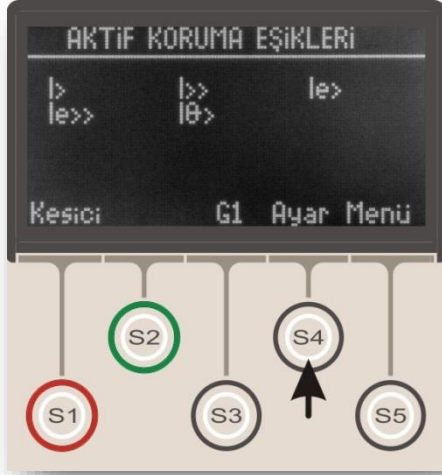 AKTİF KORUMA EŞİKLERİ
I> I>> Ie>
Ie>> Iθ>
Kesici G1 Ayar Menü
S2 S4
S1 S3 S5